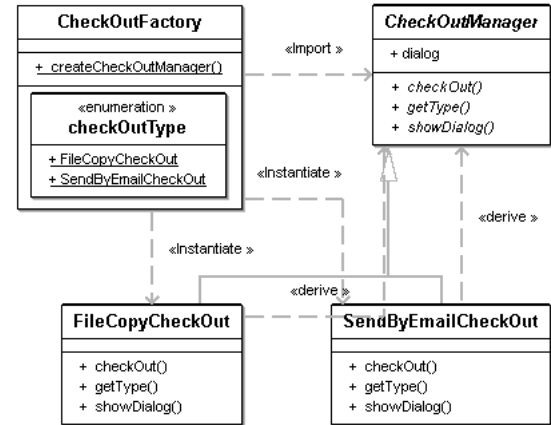 CheckOutFactory
+ createCheckOutManager()
«enumeration »
checkOutType
+ FileCopyCheckOut
+ SendByEmailCheckOut
«Import »
CheckOutManager
+ dialog
+ checkOut()
+ getType()
+ showDialog()
«Instantiate »
«Instantiate »
«derive »
«derive »
FileCopyCheckOut
+ checkOut()
+ getType()
+ showDialog()
SendByEmailCheckOut
+ checkOut()
+ getType()
+ showDialog()